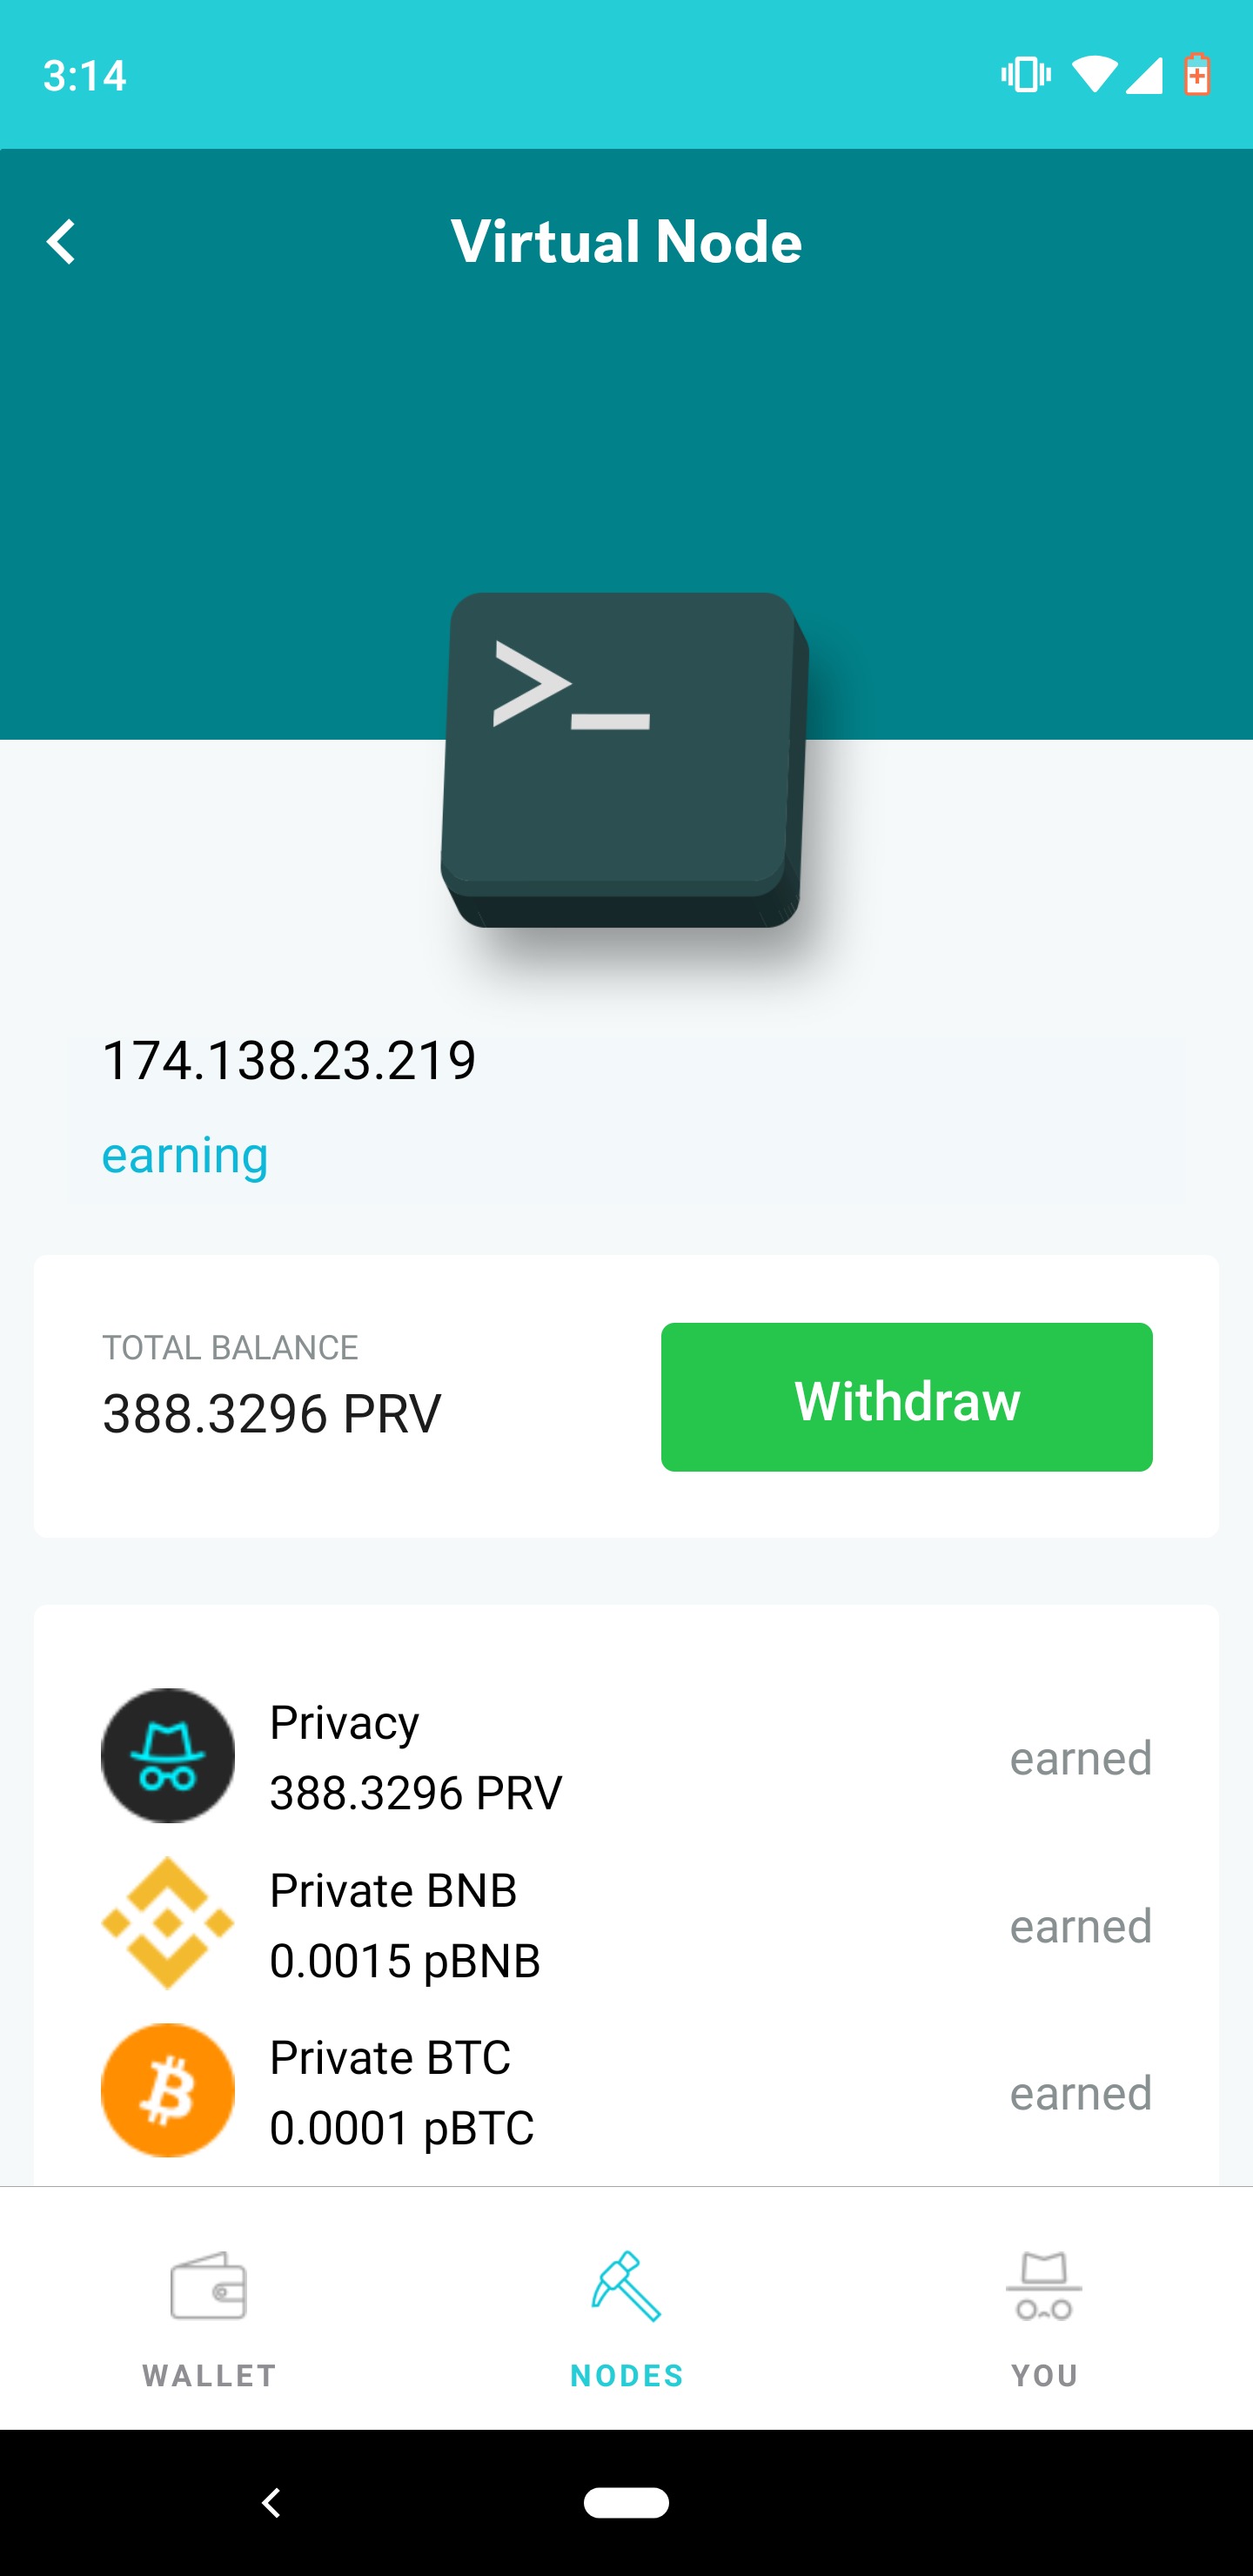 3:14
Virtual Node
>_
174.138.23.219
earning
TOTAL BALANCE
388.3296 PRV
Withdraw
Privacy
388.3296 PRV
earned
Private BNB
0.0015 pBNB
earned
Private BTC
0.0001 pBTC
earned
WALLET
NODES
YOU